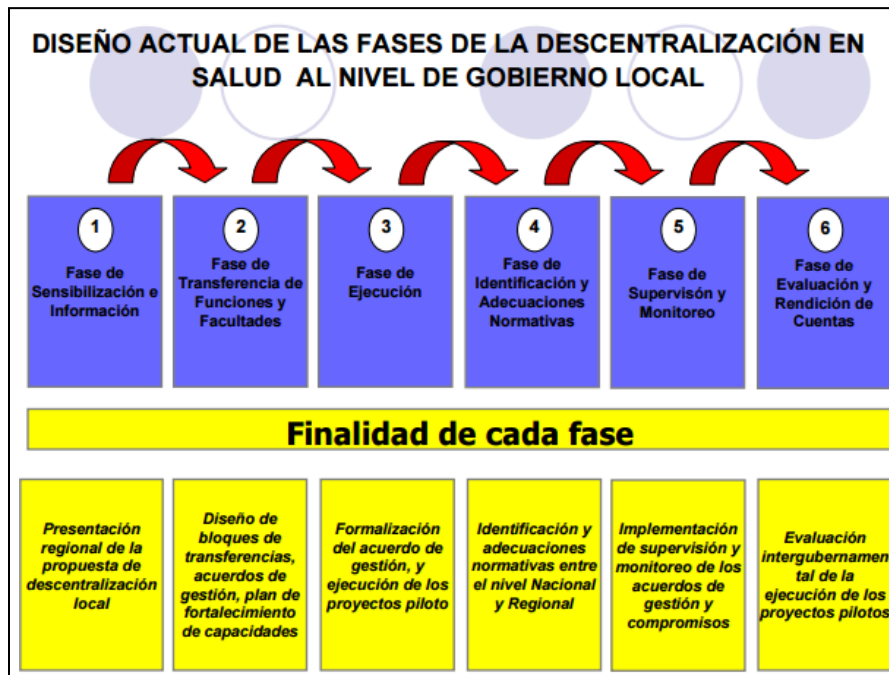 DISEÑO ACTUAL DE LAS FASES DE LA DESCENTRALIZACIÓN EN
SALUD AL NIVEL DE GOBIERNO LOCAL
1
Fase de
Sensibilización e
Información
2
Fase de
Transferencia de
Funciones y
Facultades
3
Fase de
Ejecución
4
Fase de
Identificación y
Adecuaciones
Normativas
5
Fase de
Supervisón y
Monitoreo
6
Fase de
Evaluación y
Rendición de
Cuentas
Finalidad de cada fase
Presentación
regional de la
propuesta de
descentralización
local
Diseño de
bloques de
transferencias,
acuerdos de
gestión, plan de
fortalecimiento
de capacidades
Formalización
del acuerdo de
gestión, y
ejecución de los
proyectos piloto
Identificación y
adecuaciones
normativas entre
el nivel Nacional
y Regional
Implementación
de supervisión y
monitoreo de los
acuerdos de
gestión y
compromisos
Evaluación
intergubernamen
tal de la
ejecución de los
proyectos pilotos